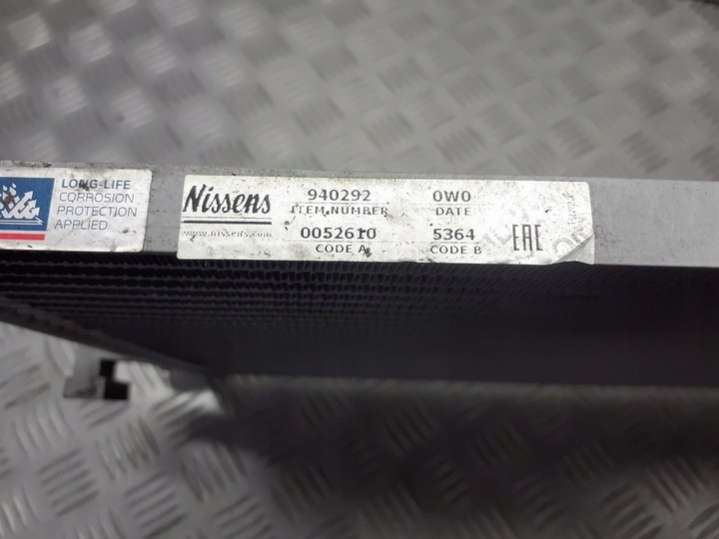 LONG-LIFE
CORROSION
PROTECTION
APPLIED
Nissens
www.nissens.com
940292
ITEM NUMBER
0W0
DATE
0052610
CODE A
5364
CODE B
EAC